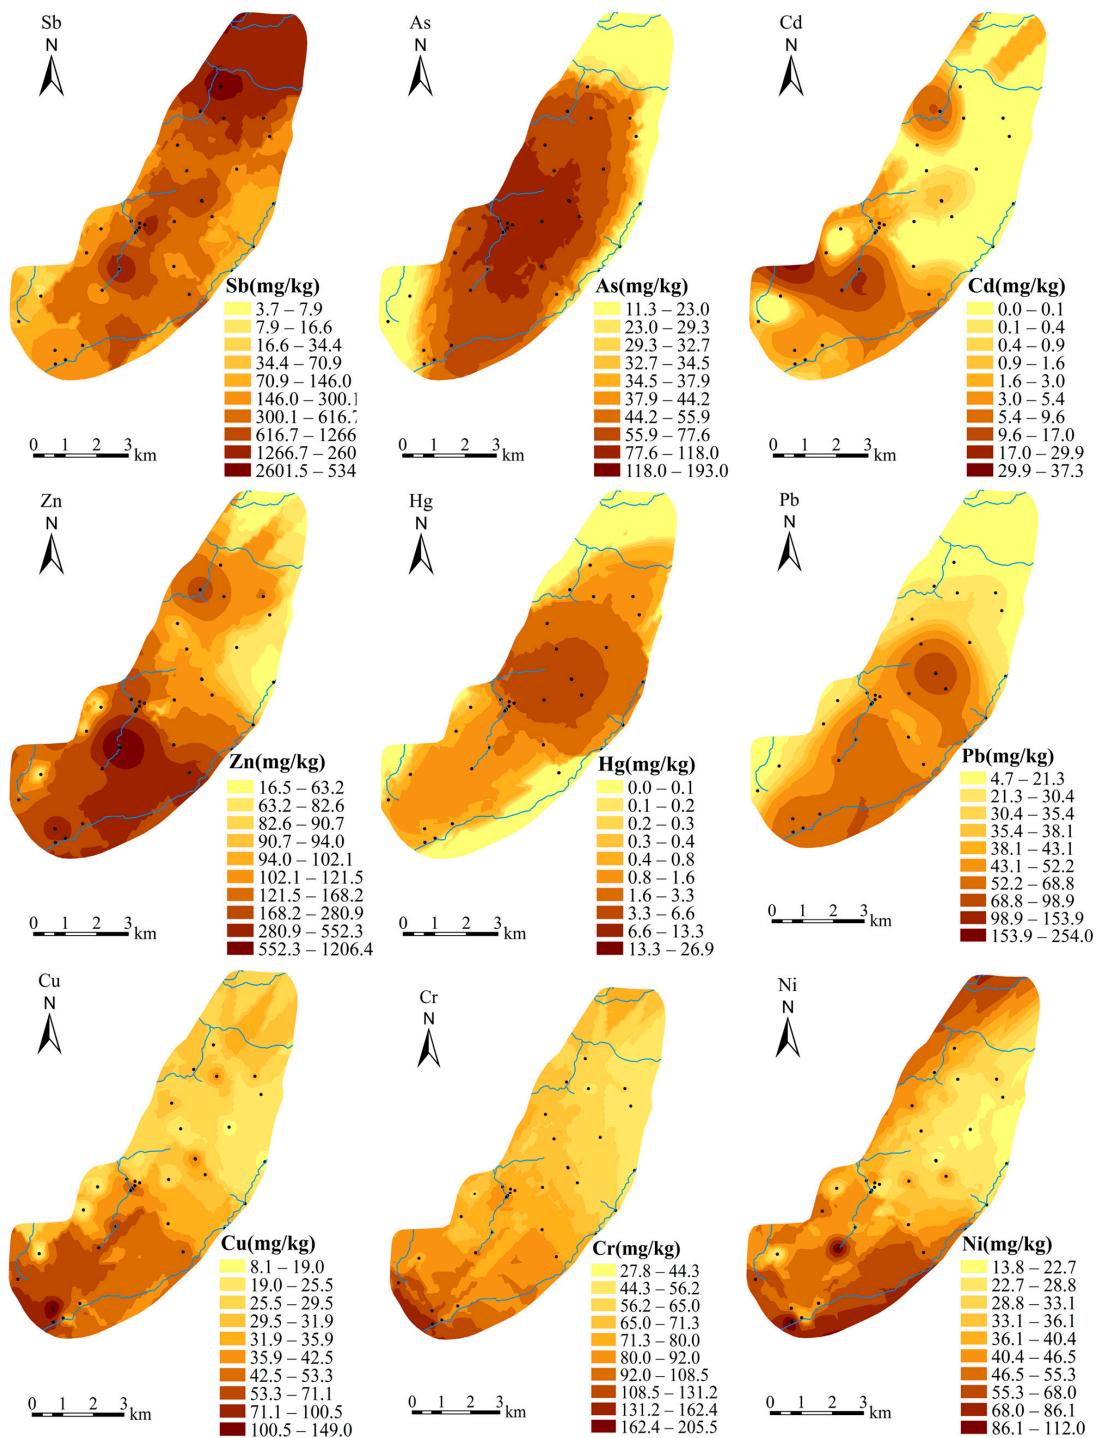 Sb
N
Sb(mg/kg)
3.7 – 7.9
7.9 – 16.6
16.6 – 34.4
34.4 – 70.9
70.9 – 146.0
146.0 – 300.1
300.1 – 616.7
616.7 – 1266
1266.7 – 260
2601.5 – 534
0 1 2 3
km
As
N
As(mg/kg)
11.3 – 23.0
23.0 – 29.3
29.3 – 32.7
32.7 – 34.5
34.5 – 37.9
37.9 – 44.2
44.2 – 55.9
55.9 – 77.6
77.6 – 118.0
118.0 – 193.0
0 1 2 3
km
Cd
N
Cd(mg/kg)
0.0 – 0.1
0.1 – 0.4
0.4 – 0.9
0.9 – 1.6
1.6 – 3.0
3.0 – 5.4
5.4 – 9.6
9.6 – 17.0
17.0 – 29.9
29.9 – 37.3
0 1 2 3
km
Zn
N
Zn(mg/kg)
16.5 – 63.2
63.2 – 82.6
82.6 – 90.7
90.7 – 94.0
94.0 – 102.1
102.1 – 121.5
121.5 – 168.2
168.2 – 280.9
280.9 – 552.3
552.3 – 1206.4
0 1 2 3
km
Hg
N
Hg(mg/kg)
0.0 – 0.1
0.1 – 0.2
0.2 – 0.3
0.3 – 0.4
0.4 – 0.8
0.8 – 1.6
1.6 – 3.3
3.3 – 6.6
6.6 – 13.3
13.3 – 26.9
0 1 2 3
km
Pb
N
Pb(mg/kg)
4.7 – 21.3
21.3 – 30.4
30.4 – 35.4
35.4 – 38.1
38.1 – 43.1
43.1 – 52.2
52.2 – 68.8
68.8 – 98.9
98.9 – 153.9
153.9 – 254.0
0 1 2 3
km
Cu
N
Cu(mg/kg)
8.1 – 19.0
19.0 – 25.5
25.5 – 29.5
29.5 – 31.9
31.9 – 35.9
35.9 – 42.5
42.5 – 53.3
53.3 – 71.1
71.1 – 100.5
100.5 – 149.0
0 1 2 3
km
Cr
N
Cr(mg/kg)
27.8 – 44.3
44.3 – 56.2
56.2 – 65.0
65.0 – 71.3
71.3 – 80.0
80.0 – 92.0
92.0 – 108.5
108.5 – 131.2
131.2 – 162.4
162.4 – 205.5
0 1 2 3
km
Ni
N
Ni(mg/kg)
13.8 – 22.7
22.7 – 28.8
28.8 – 33.1
33.1 – 36.1
36.1 – 40.4
40.4 – 46.5
46.5 – 55.3
55.3 – 68.0
68.0 – 86.1
86.1 – 112.0
0 1 2 3
km